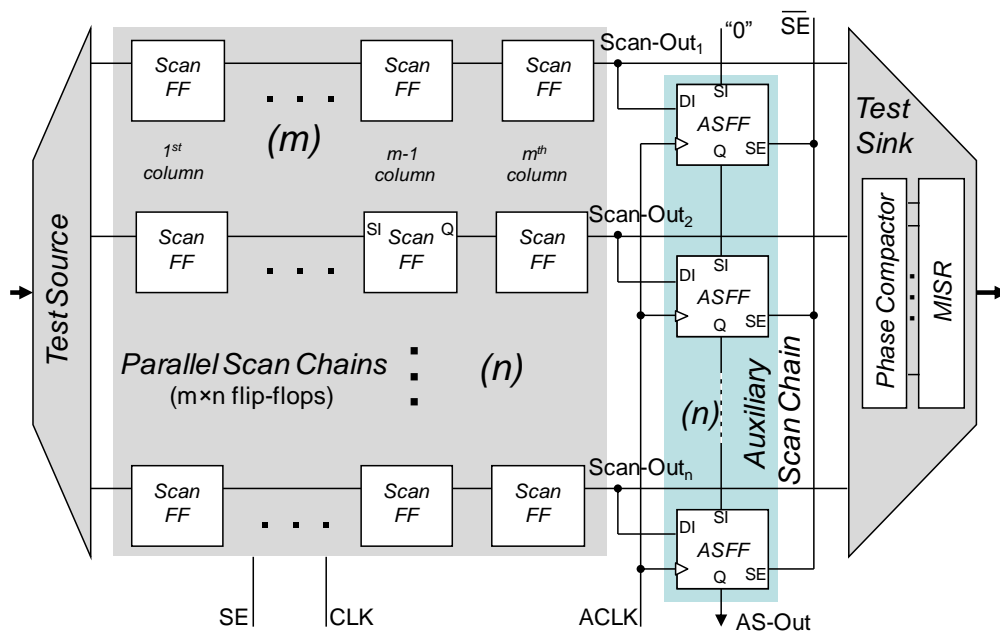 "0"
SE
Scan-Out1
Scan FF
Scan FF
Scan FF
. . .
(m)
DI
SI
ASFF
Q
SE
Test Sink
1st column
m-1 column
mth column
Test Source
Scan-Out2
Scan FF
SI
Scan FF
Q
Scan FF
. . .
DI
SI
ASFF
Q
SE
Phase Compactor
MISR
Parallel Scan Chains
(m×n flip-flops)
(n)
(n)
Auxiliary
Scan Chain
Scan-Outn
Scan FF
Scan FF
Scan FF
. . .
DI
SI
ASFF
Q
SE
SE
CLK
ACLK
AS-Out